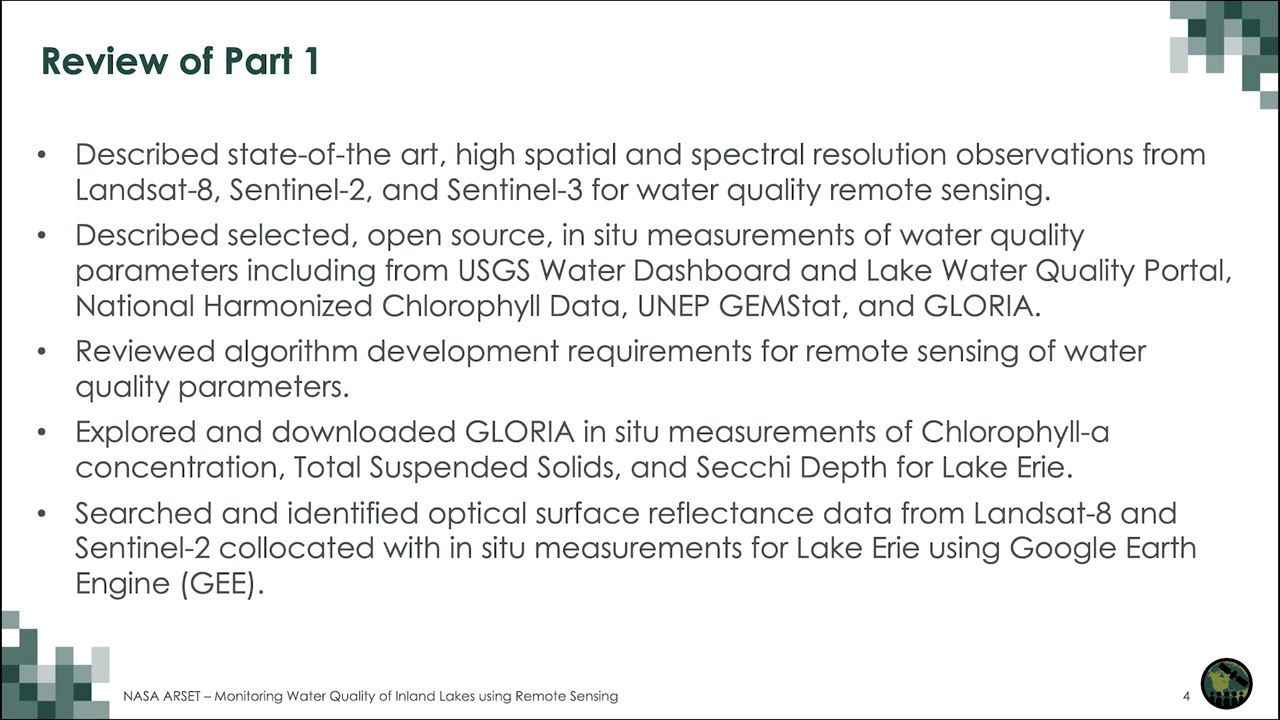 Review of Part 1
• Described state-of-the art, high spatial and spectral resolution observations from
Landsat-8, Sentinel-2, and Sentinel-3 for water quality remote sensing.
• Described selected, open source, in situ measurements of water quality
parameters including from USGS Water Dashboard and Lake Water Quality Portal,
National Harmonized Chlorophyll Data, UNEP GEMStat, and GLORIA.
• Reviewed algorithm development requirements for remote sensing of water
quality parameters.
• Explored and downloaded GLORIA in situ measurements of Chlorophyll-a
concentration, Total Suspended Solids, and Secchi Depth for Lake Erie.
• Searched and identified optical surface reflectance data from Landsat-8 and
Sentinel-2 collocated with in situ measurements for Lake Erie using Google Earth
Engine (GEE).
NASA ARSET – Monitoring Water Quality of Inland Lakes using Remote Sensing
4